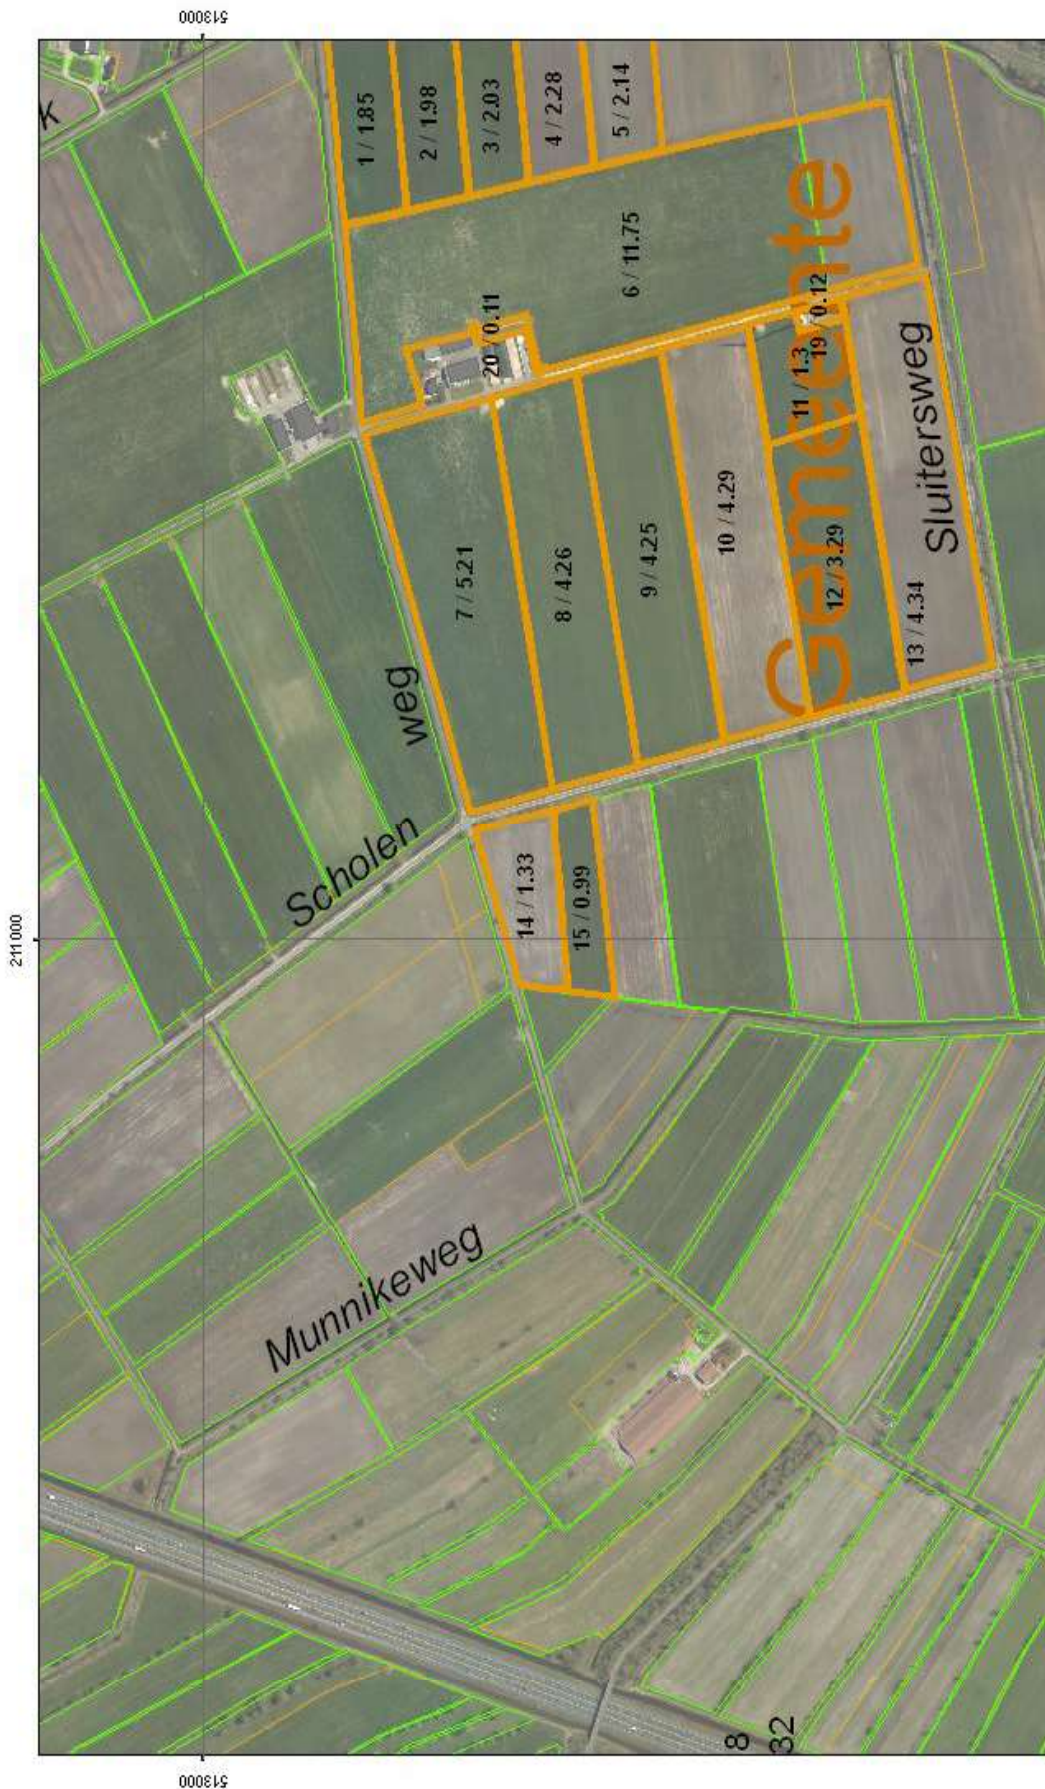 513000
k
1 / 1.85
2 / 1.98
3 / 2.03
4 / 2.28
5 / 2.14
6 / 11.75
20 / 0.11
Gemeente
19 / 0.12
11 / 1.3
Sluitersweg
7 / 5.21
8 / 4.26
9 / 4.25
10 / 4.29
12 / 3.29
13 / 4.34
weg
Scholen
14 / 1.33
15 / 0.99
211000
Munnikeweg
8
32
513000